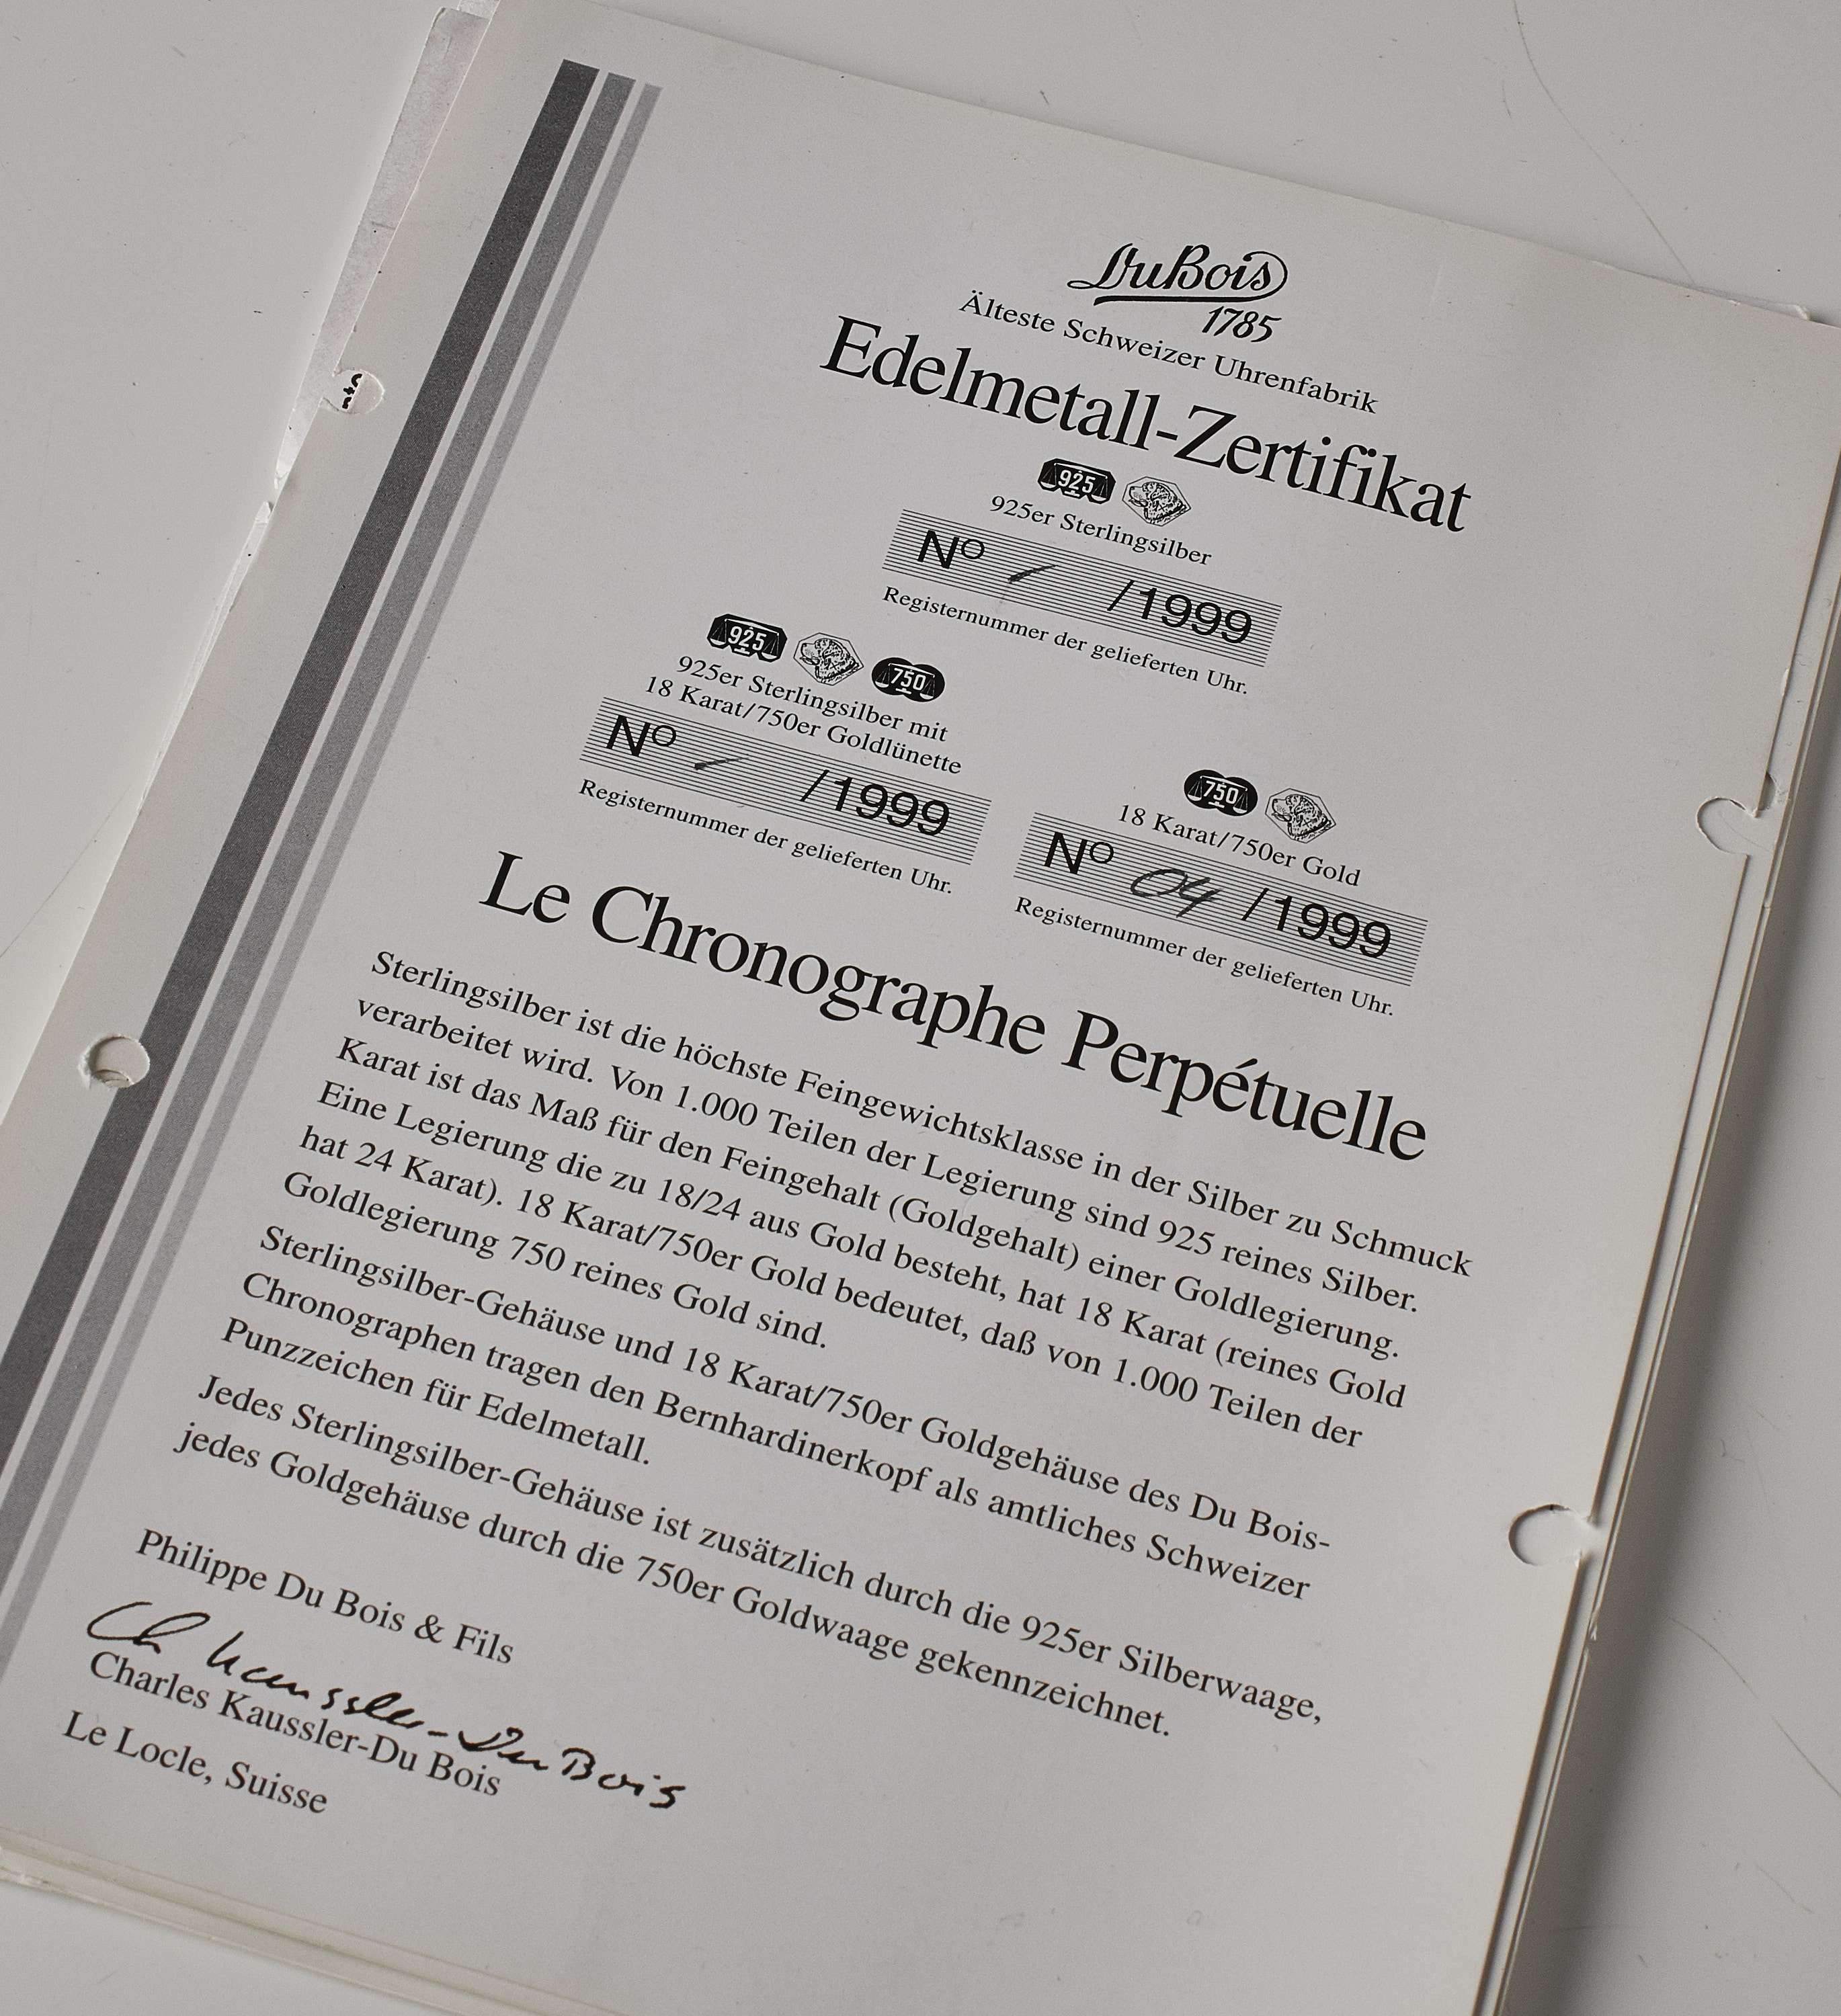 DuBois
1785
Älteste Schweizer Uhrenfabrik
Edelmetall-Zertifikat
925
925er Sterlingsilber
Nº / /1999
Registernummer der gelieferten Uhr.
925 750
925er Sterlingsilber mit
18 Karat/750er Goldlünette
Nº / /1999
Registernummer der gelieferten Uhr.
750
18 Karat/750er Gold
Nº 04 /1999
Registernummer der gelieferten Uhr.
Le Chronographe Perpétuelle
Sterlingsilber ist die höchste Feingewichtsklasse in der Silber zu Schmuck
verarbeitet wird. Von 1.000 Teilen der Legierung sind 925 reines Silber.
Karat ist das Maß für den Feingehalt (Goldgehalt) einer Goldlegierung.
Eine Legierung die zu 18/24 aus Gold besteht, hat 18 Karat (reines Gold
hat 24 Karat). 18 Karat/750er Gold bedeutet, daß von 1.000 Teilen der
Goldlegierung 750 reines Gold sind.
Sterlingsilber-Gehäuse und 18 Karat/750er Goldgehäuse des Du Bois-
Chronographen tragen den Bernhardinerkopf als amtliches Schweizer
Punzzeichen für Edelmetall.
Jedes Sterlingsilber-Gehäuse ist zusätzlich durch die 925er Silberwaage,
jedes Goldgehäuse durch die 750er Goldwaage gekennzeichnet.
Philippe Du Bois & Fils
Ch Kaussler-Du Bois
Charles Kaussler-Du Bois
Le Locle, Suisse